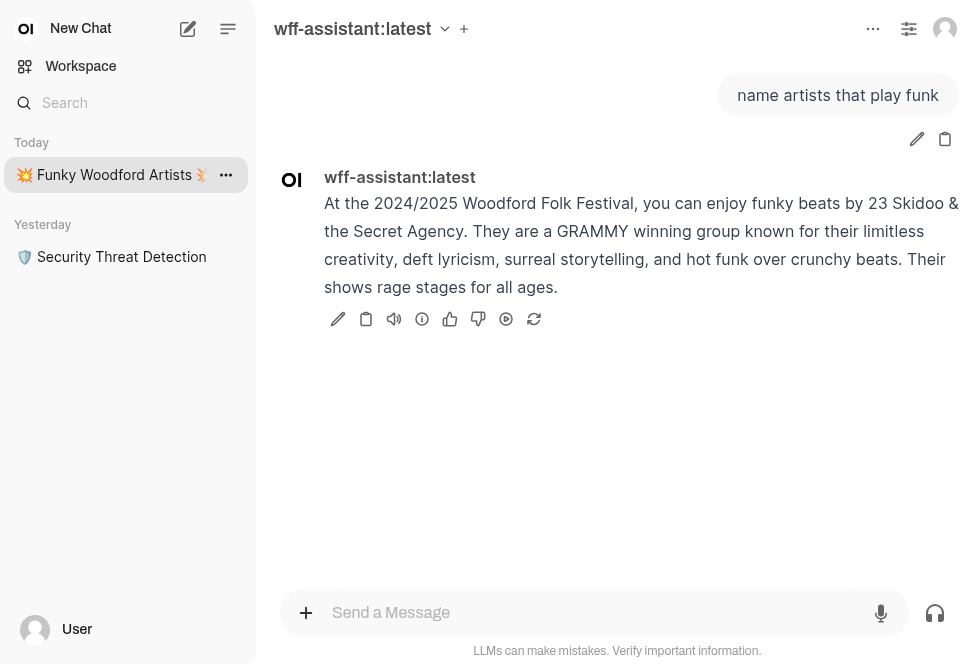 OI New Chat
Workspace
Search
Today
💥 Funky Woodford Artists
Yesterday
🛡️ Security Threat Detection
User
wff-assistant:latest
name artists that play funk
OI wff-assistant:latest
At the 2024/2025 Woodford Folk Festival, you can enjoy funky beats by 23 Skidoo &
the Secret Agency. They are a GRAMMY winning group known for their limitless
creativity, deft lyricism, surreal storytelling, and hot funk over crunchy beats. Their
shows rage stages for all ages.
Send a Message
LLMs can make mistakes. Verify important information.